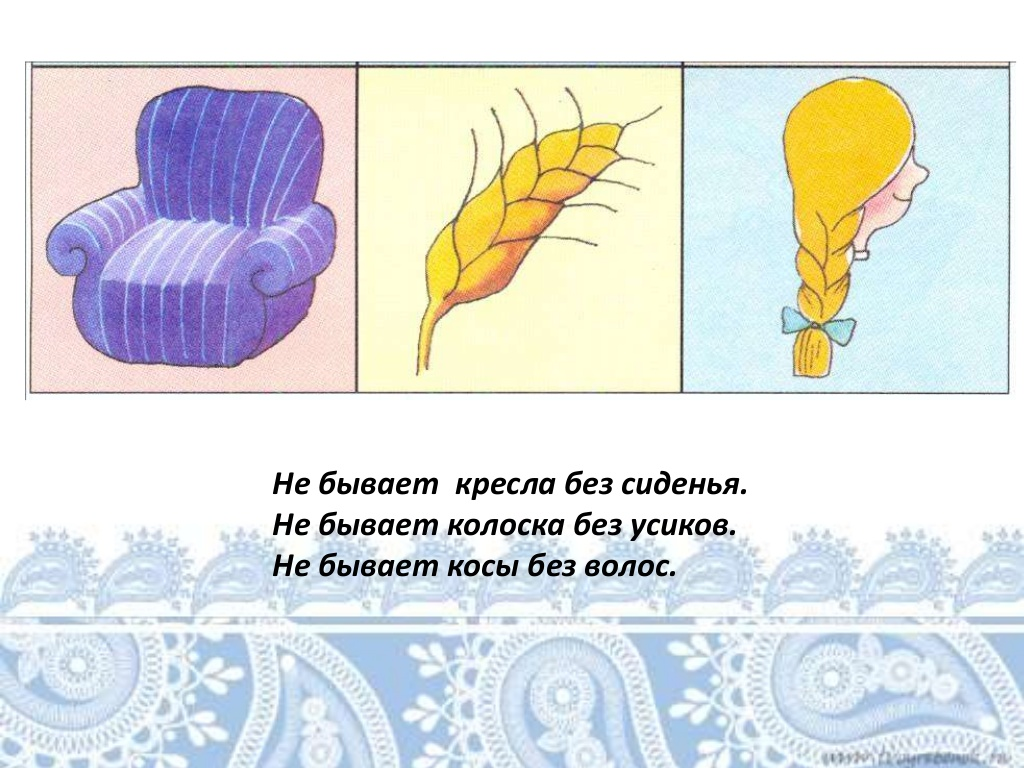 Не бывает кресла без сиденья.
Не бывает колоска без усиков.
Не бывает косы без волос.